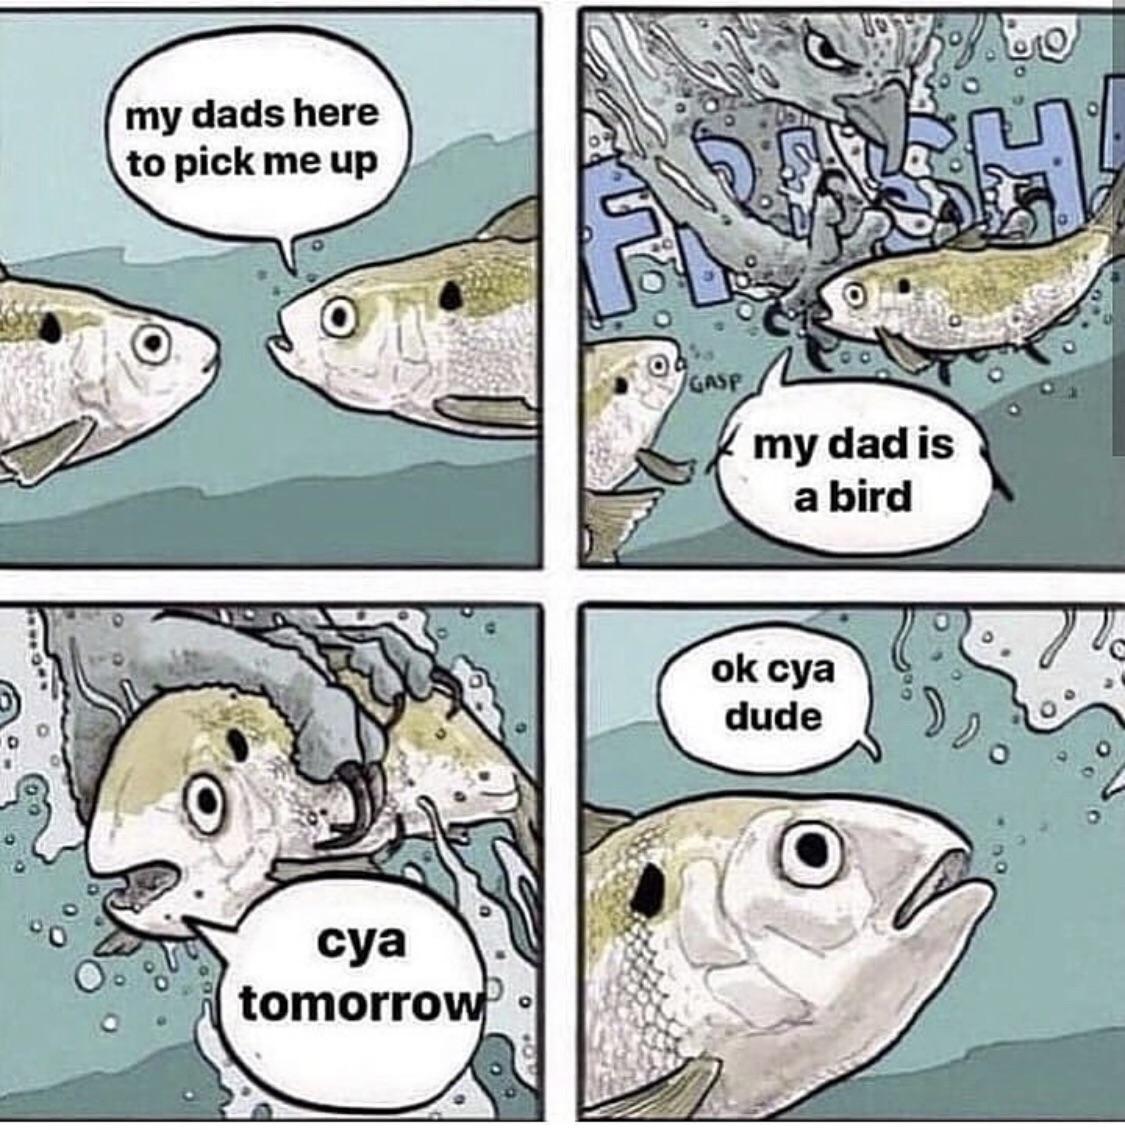 my dads here
to pick me up
GASP
my dad is
a bird
cya
tomorrow
ok cya
dude